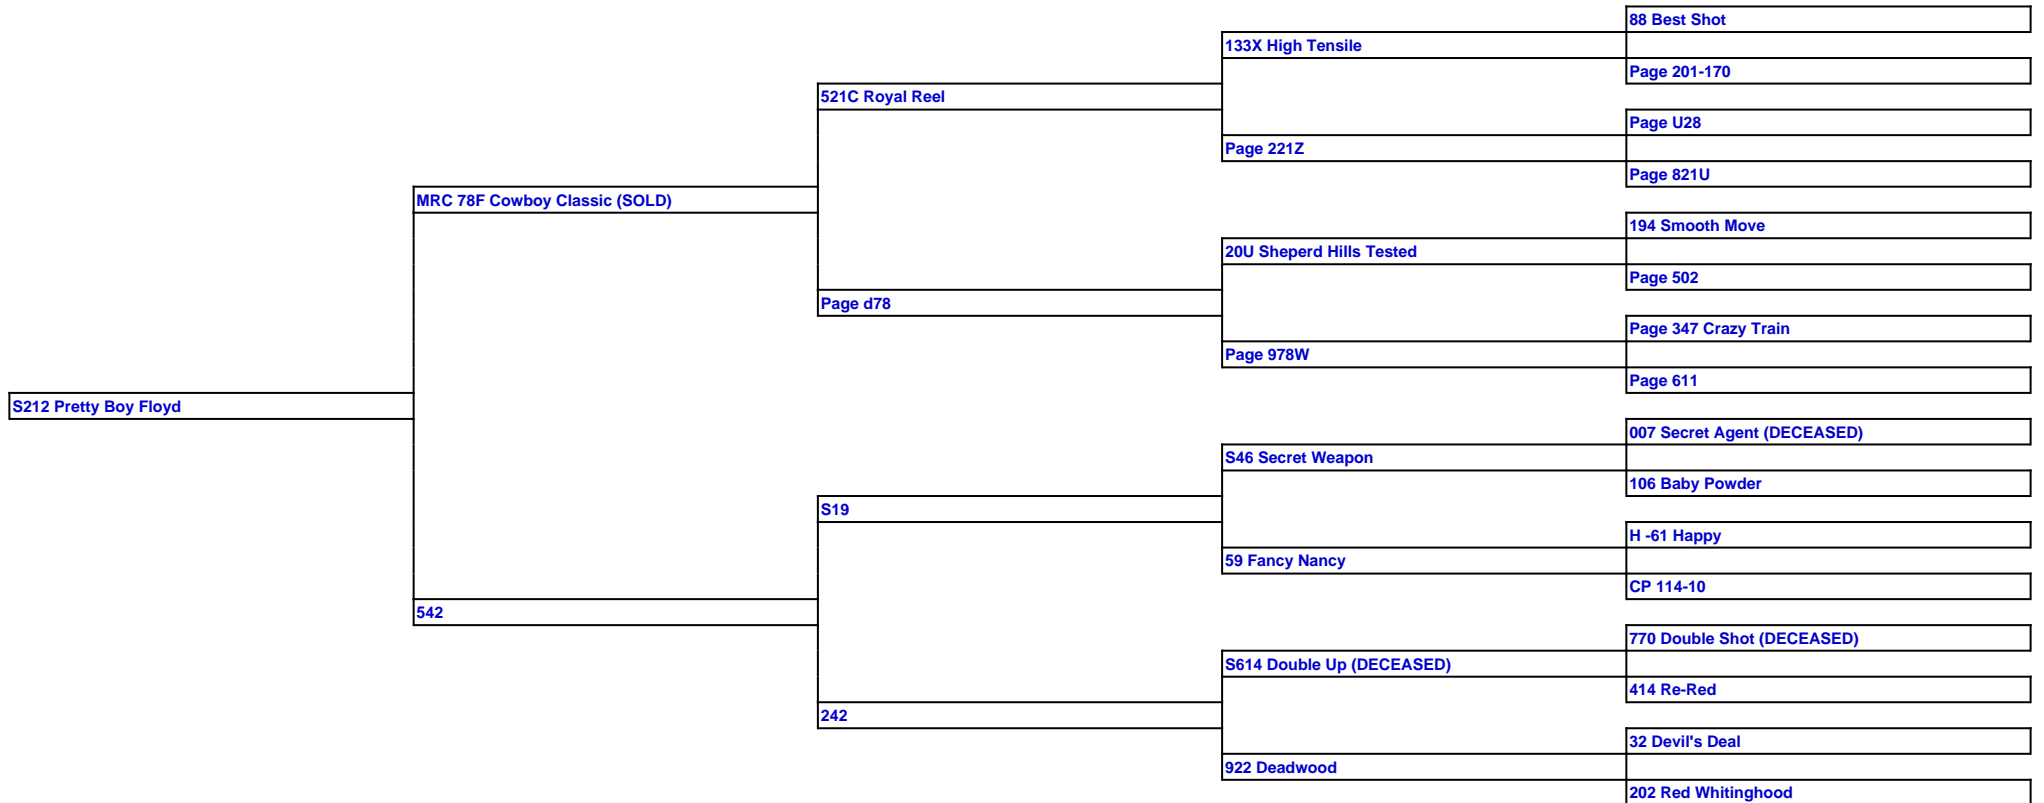 88 Best Shot
133X High Tensile
Page 201-170
521C Royal Reel
Page U28
Page 221Z
Page 821U
MRC 78F Cowboy Classic (SOLD)
194 Smooth Move
20U Sheperd Hills Tested
Page 502
Page d78
Page 347 Crazy Train
Page 978W
Page 611
S212 Pretty Boy Floyd
007 Secret Agent (DECEASED)
S46 Secret Weapon
106 Baby Powder
S19
H -61 Happy
59 Fancy Nancy
CP 114-10
542
770 Double Shot (DECEASED)
S614 Double Up (DECEASED)
414 Re-Red
242
32 Devil's Deal
922 Deadwood
202 Red Whitinghood